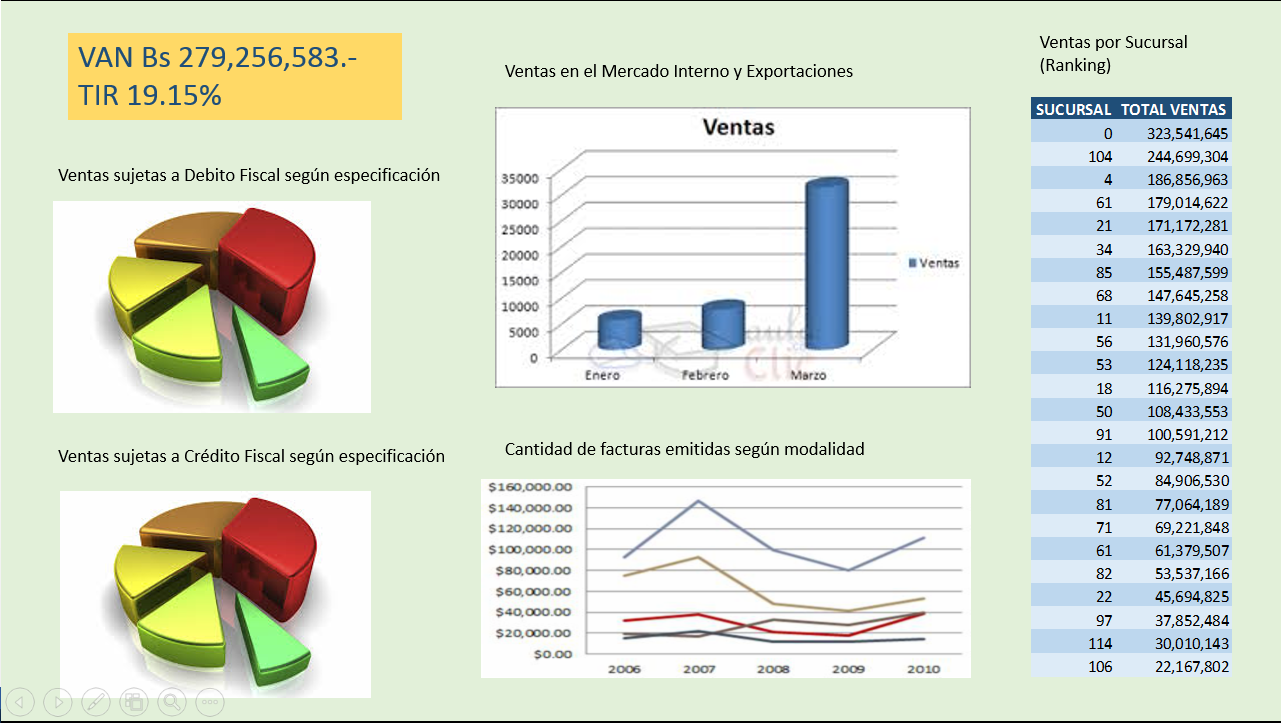 VAN Bs 279,256,583.-
TIR 19.15%
Ventas sujetas a Debito Fiscal según especificación
Ventas sujetas a Crédito Fiscal según especificación
Ventas en el Mercado Interno y Exportaciones
Ventas
35000
30000
25000
20000
15000
10000
5000
0
Enero Febrero Marzo
Ventas
aula
Clic
Cantidad de facturas emitidas según modalidad
$160,000.00
$140,000.00
$120,000.00
$100,000.00
$80,000.00
$60,000.00
$40,000.00
$20,000.00
$0.00
2006 2007 2008 2009 2010
Ventas por Sucursal
(Ranking)
SUCURSAL TOTAL VENTAS
0 323,541,645
104 244,699,304
4 186,856,963
61 179,014,622
21 171,172,281
34 163,329,940
85 155,487,599
68 147,645,258
11 139,802,917
56 131,960,576
53 124,118,235
18 116,275,894
50 108,433,553
91 100,591,212
12 92,748,871
52 84,906,530
81 77,064,189
71 69,221,848
61 61,379,507
82 53,537,166
22 45,694,825
97 37,852,484
114 30,010,143
106 22,167,802